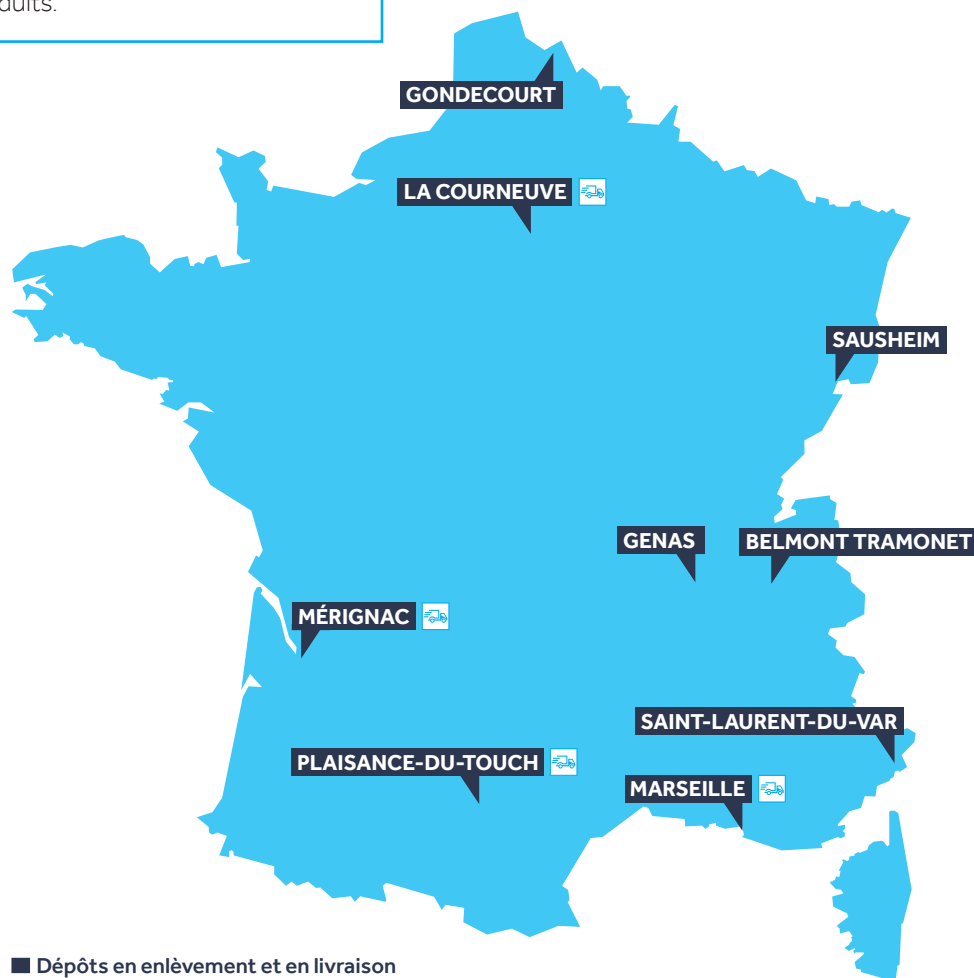 duits.
GONDECOURT
LA COURNEUVE
SAUSHEIM
GENAS
BELMONT TRAMONET
MÉRIGNAC
SAINT-LAURENT-DU-VAR
PLAISANCE-DU-TOUCH
MARSEILLE
Dépôts en enlèvement et en livraison